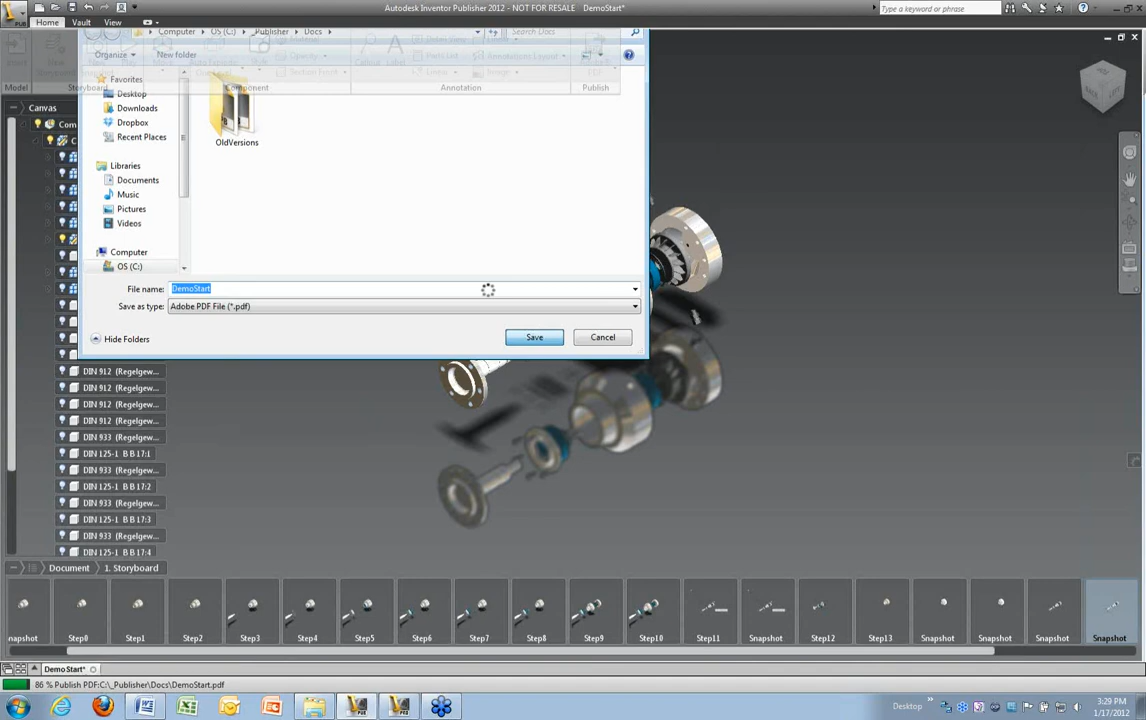 Autodesk Inventor Publisher 2012 - NOT FOR RESALE DemoStart*
Type a keyword or phrase
PUB
Home Vault View
Computer OS (C:) _Publisher Docs Search Docs
Organize New folder
Favorites
Desktop
Downloads
Dropbox
Recent Places
Libraries
Documents
Music
Pictures
Videos
Computer
OS (C:)
OldVersions
File name: DemoStart
Save as type: Adobe PDF File (*.pdf)
Hide Folders
Save Cancel
Model Storyboard Component Annotation Publish
Canvas
Com
BACK LEFT
DIN 912 (Regelgew...
DIN 912 (Regelgew...
DIN 912 (Regelgew...
DIN 912 (Regelgew...
DIN 933 (Regelgew...
DIN 125-1 B B 17:1
DIN 933 (Regelgew...
DIN 125-1 B B 17:2
DIN 933 (Regelgew...
DIN 125-1 B B 17:3
DIN 933 (Regelgew...
DIN 125-1 B B 17:4
Document 1. Storyboard
napshot Step0 Step1 Step2 Step3 Step4 Step5 Step6 Step7 Step8 Step9 Step10 Step11 Snapshot Step12 Step13 Snapshot Snapshot Snapshot Snapshot
DemoStart*
86 % Publish PDF:C:\_Publisher\Docs\DemoStart.pdf
Desktop
3:29 PM
1/17/2012